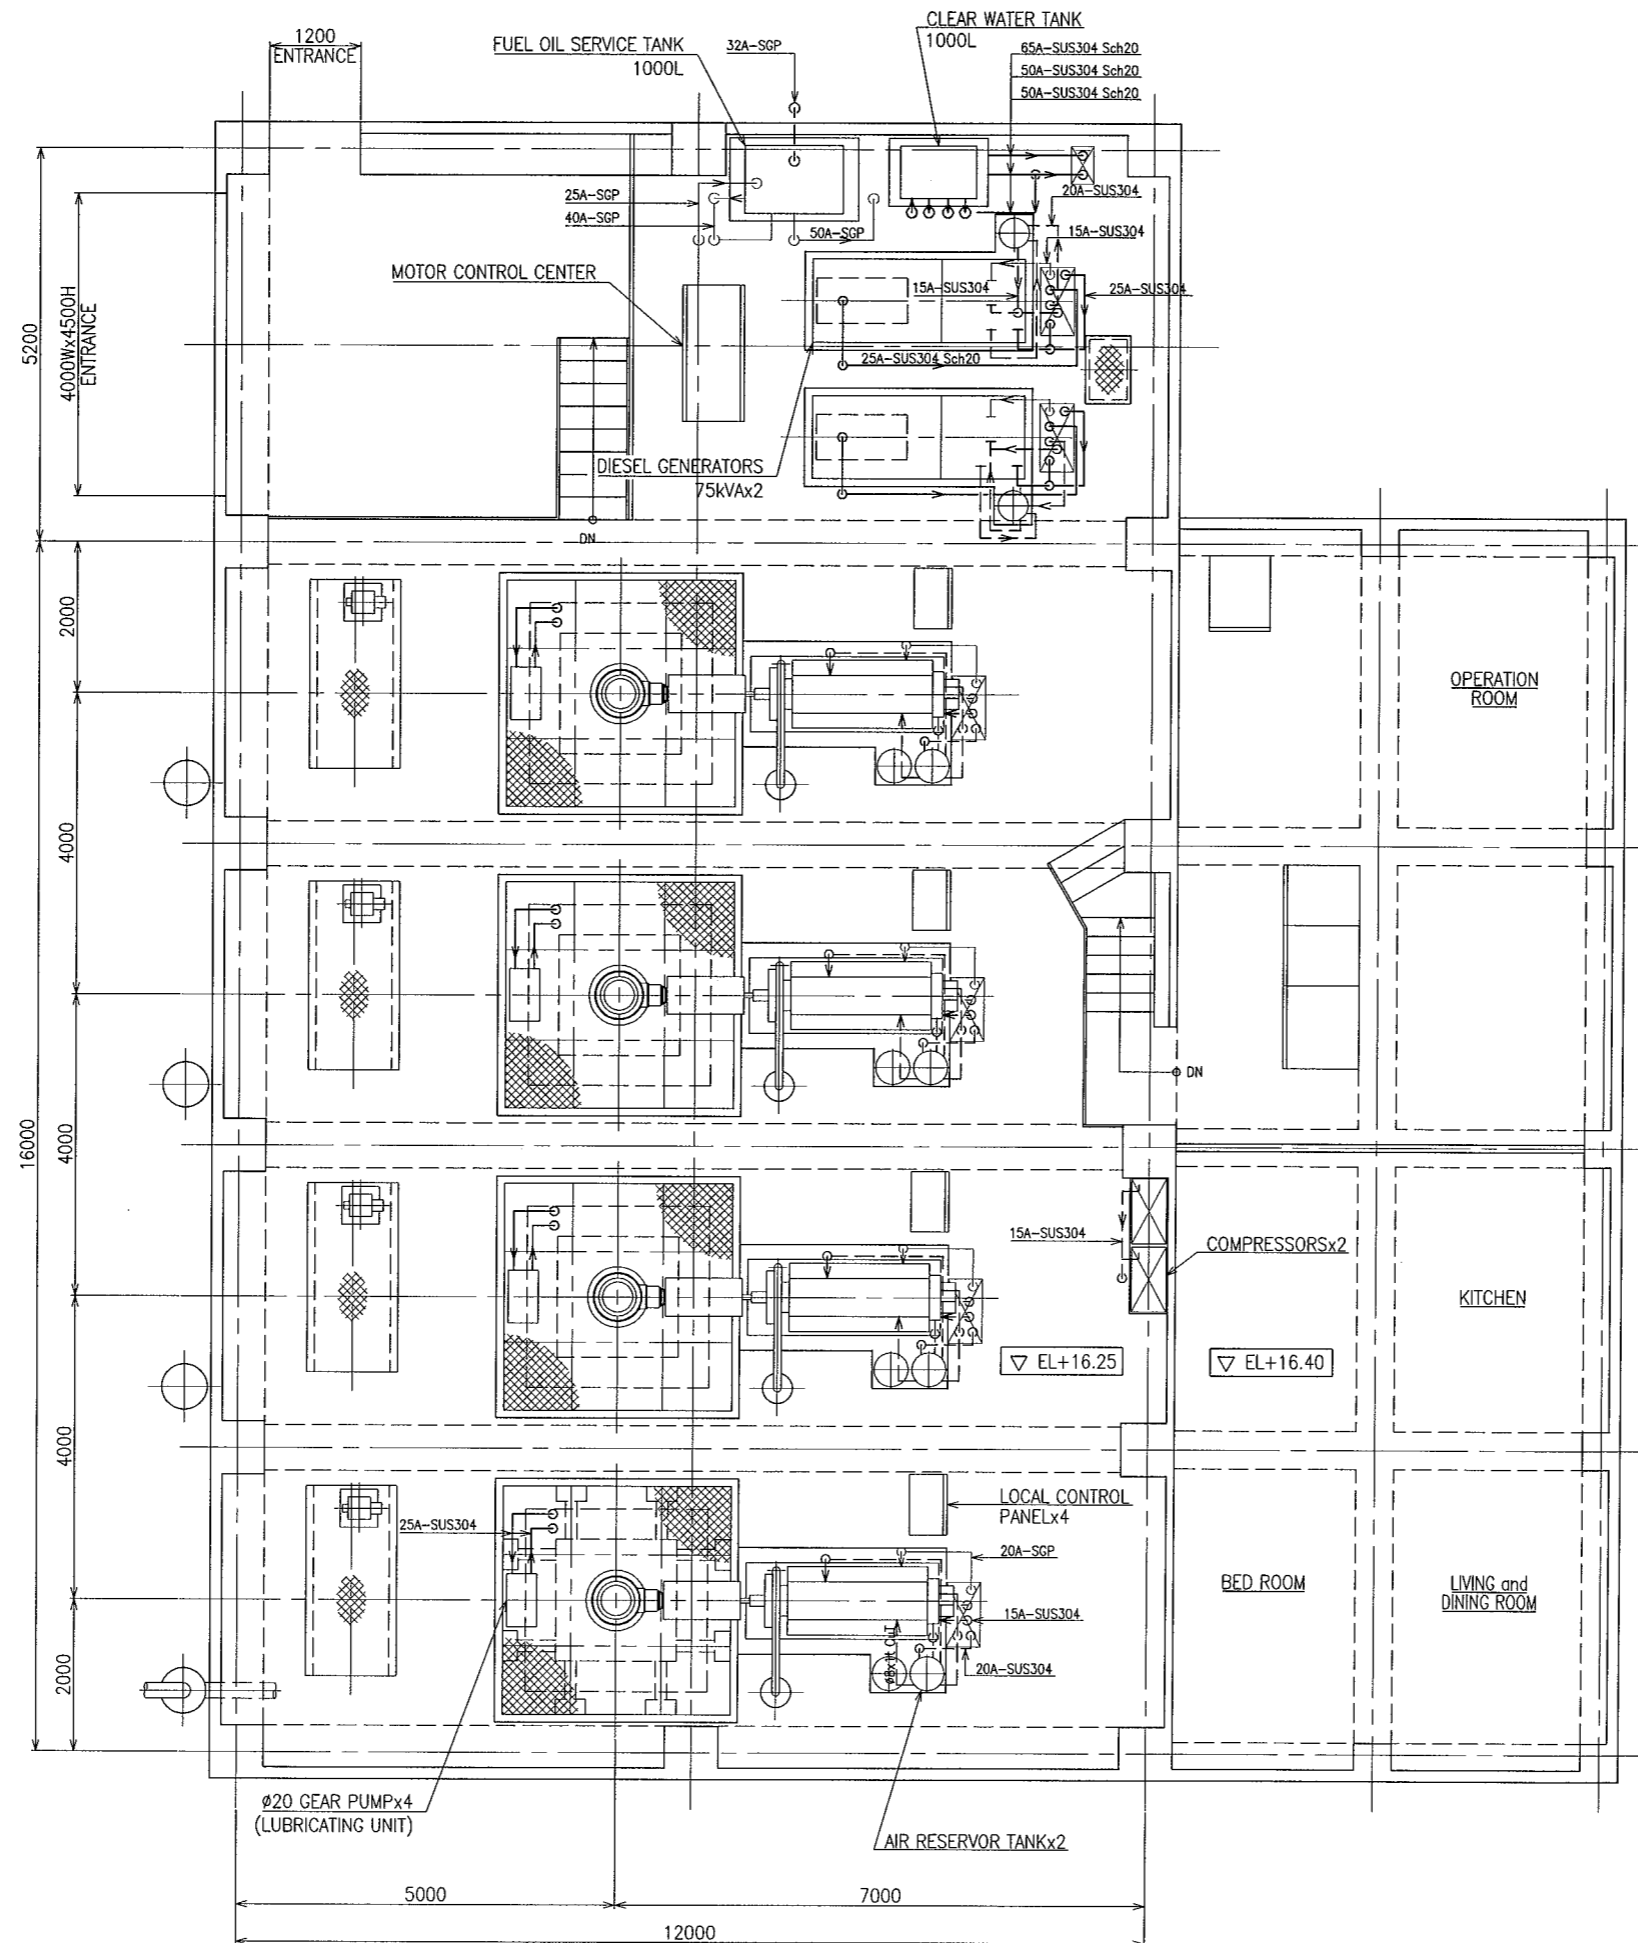 1200
ENTRANCE
FUEL OIL SERVICE TANK
1000L
32A-SGP
CLEAR WATER TANK
1000L
65A-SUS304 Sch20
50A-SUS304 Sch20
50A-SUS304 Sch20
25A-SGP
40A-SGP
50A-SGP
20A-SUS304
15A-SUS304
MOTOR CONTROL CENTER
15A-SUS304
25A-SUS304
25A-SUS304 Sch20
5200
4000Wx4500H
ENTRANCE
DIESEL GENERATORS
75kVAx2
DN
2000
OPERATION
ROOM
4000
DN
16000
4000
15A-SUS304
COMPRESSORSx2
KITCHEN
▽ EL+16.25
▽ EL+16.40
4000
LOCAL CONTROL
PANELx4
25A-SUS304
20A-SGP
BED ROOM
LIVING and
DINING ROOM
15A-SUS304
ø8x1t CuT
20A-SUS304
2000
ø20 GEAR PUMPx4
(LUBRICATING UNIT)
AIR RESERVOR TANKx2
5000
7000
12000